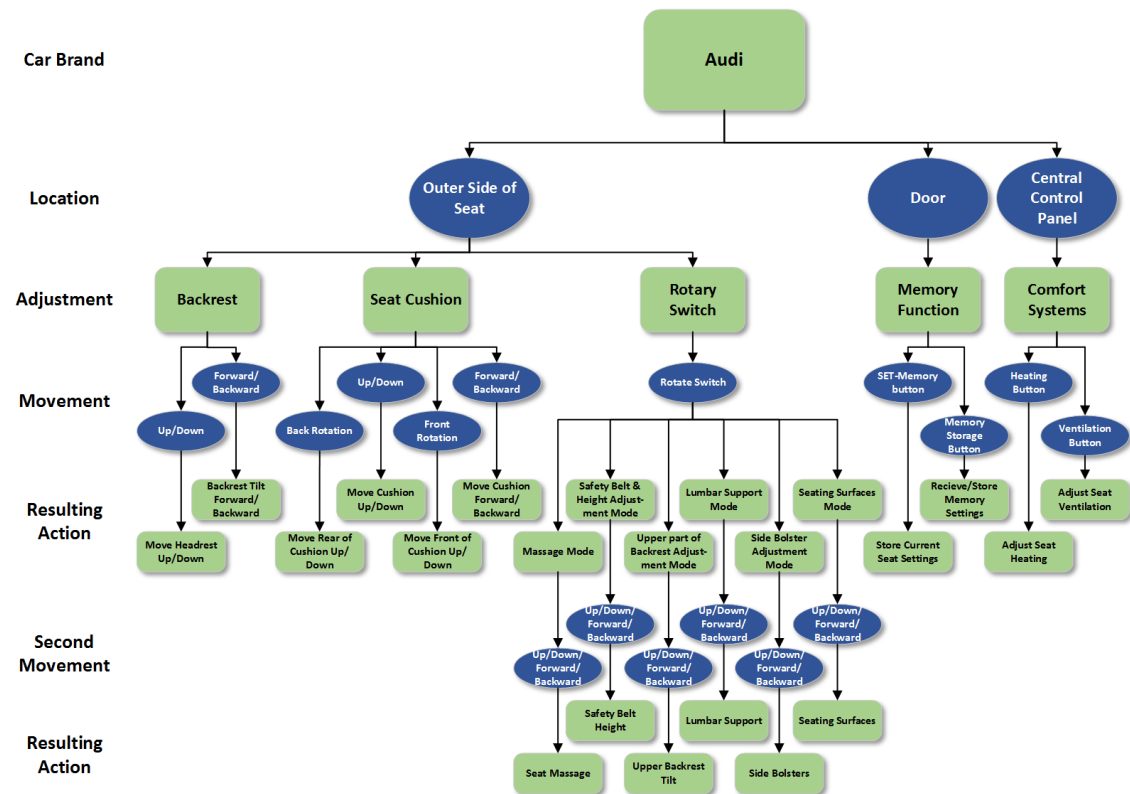 Car Brand
Audi
Location
Outer Side of
Seat
Door
Central
Control
Panel
Adjustment
Backrest
Seat Cushion
Rotary
Switch
Memory
Function
Comfort
Systems
Movement
Forward/
Backward
Up/Down
Forward/
Backward
Rotate Switch
SET-Memory
button
Heating
Button
Up/Down
Back Rotation
Front
Rotation
Memory
Storage
Button
Ventilation
Button
Resulting
Action
Backrest Tilt
Forward/
Backward
Move Cushion
Up/Down
Move Cushion
Forward/
Backward
Safety Belt &
Height Adjust-
ment Mode
Lumbar Support
Mode
Seating Surfaces
Mode
Recieve/Store
Memory
Settings
Adjust Seat
Ventilation
Move Headrest
Up/Down
Move Rear of
Cushion Up/
Down
Move Front of
Cushion Up/
Down
Massage Mode
Upper part of
Backrest Adjust-
ment Mode
Side Bolster
Adjustment
Mode
Store Current
Seat Settings
Adjust Seat
Heating
Second
Movement
Up/Down/
Forward/
Backward
Up/Down/
Forward/
Backward
Up/Down/
Forward/
Backward
Up/Down/
Forward/
Backward
Up/Down/
Forward/
Backward
Up/Down/
Forward/
Backward
Resulting
Action
Safety Belt
Height
Lumbar Support
Seating Surfaces
Seat Massage
Upper Backrest
Tilt
Side Bolsters